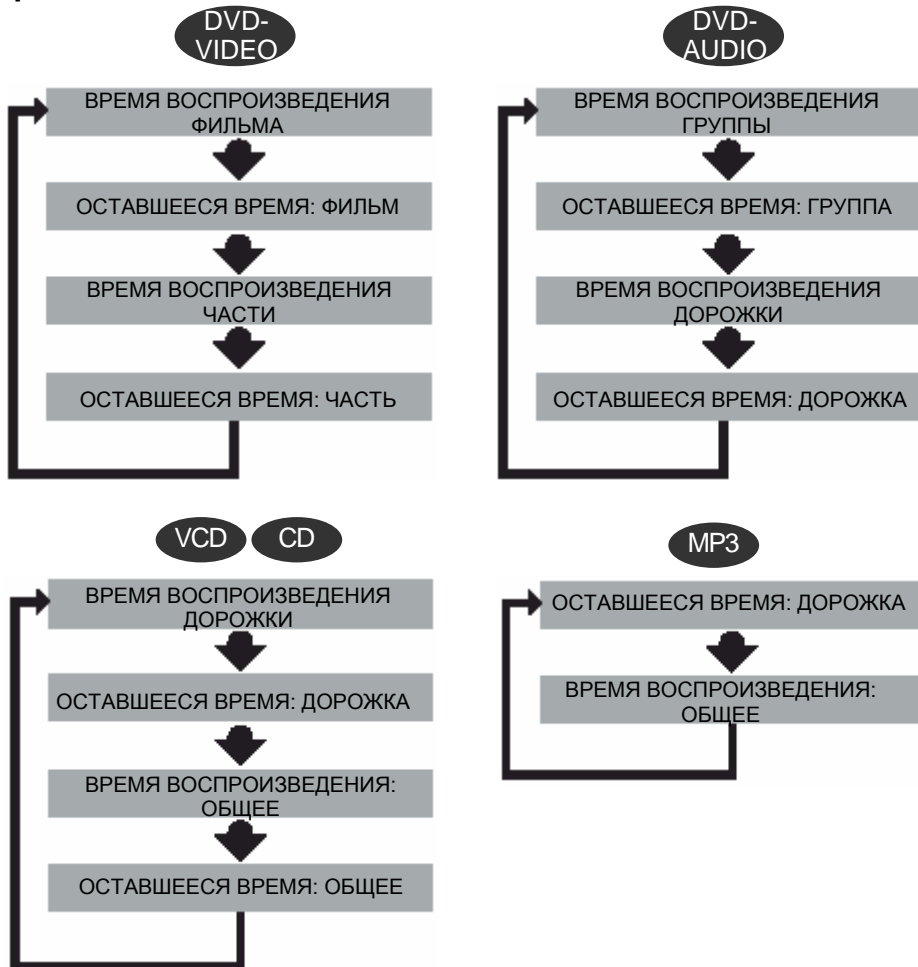 DVD-
VIDEO
ВРЕМЯ ВОСПРОИЗВЕДЕНИЯ
ФИЛЬМА
ОСТАВШЕЕСЯ ВРЕМЯ: ФИЛЬМ
ВРЕМЯ ВОСПРОИЗВЕДЕНИЯ
ЧАСТИ
ОСТАВШЕЕСЯ ВРЕМЯ: ЧАСТЬ
DVD-
AUDIO
ВРЕМЯ ВОСПРОИЗВЕДЕНИЯ
ГРУППЫ
ОСТАВШЕЕСЯ ВРЕМЯ: ГРУППА
ВРЕМЯ ВОСПРОИЗВЕДЕНИЯ
ДОРОЖКИ
ОСТАВШЕЕСЯ ВРЕМЯ: ДОРОЖКА
VCD CD
ВРЕМЯ ВОСПРОИЗВЕДЕНИЯ
ДОРОЖКИ
ОСТАВШЕЕСЯ ВРЕМЯ: ДОРОЖКА
ВРЕМЯ ВОСПРОИЗВЕДЕНИЯ:
ОБЩЕЕ
ОСТАВШЕЕСЯ ВРЕМЯ: ОБЩЕЕ
MP3
ОСТАВШЕЕСЯ ВРЕМЯ: ДОРОЖКА
ВРЕМЯ ВОСПРОИЗВЕДЕНИЯ:
ОБЩЕЕ